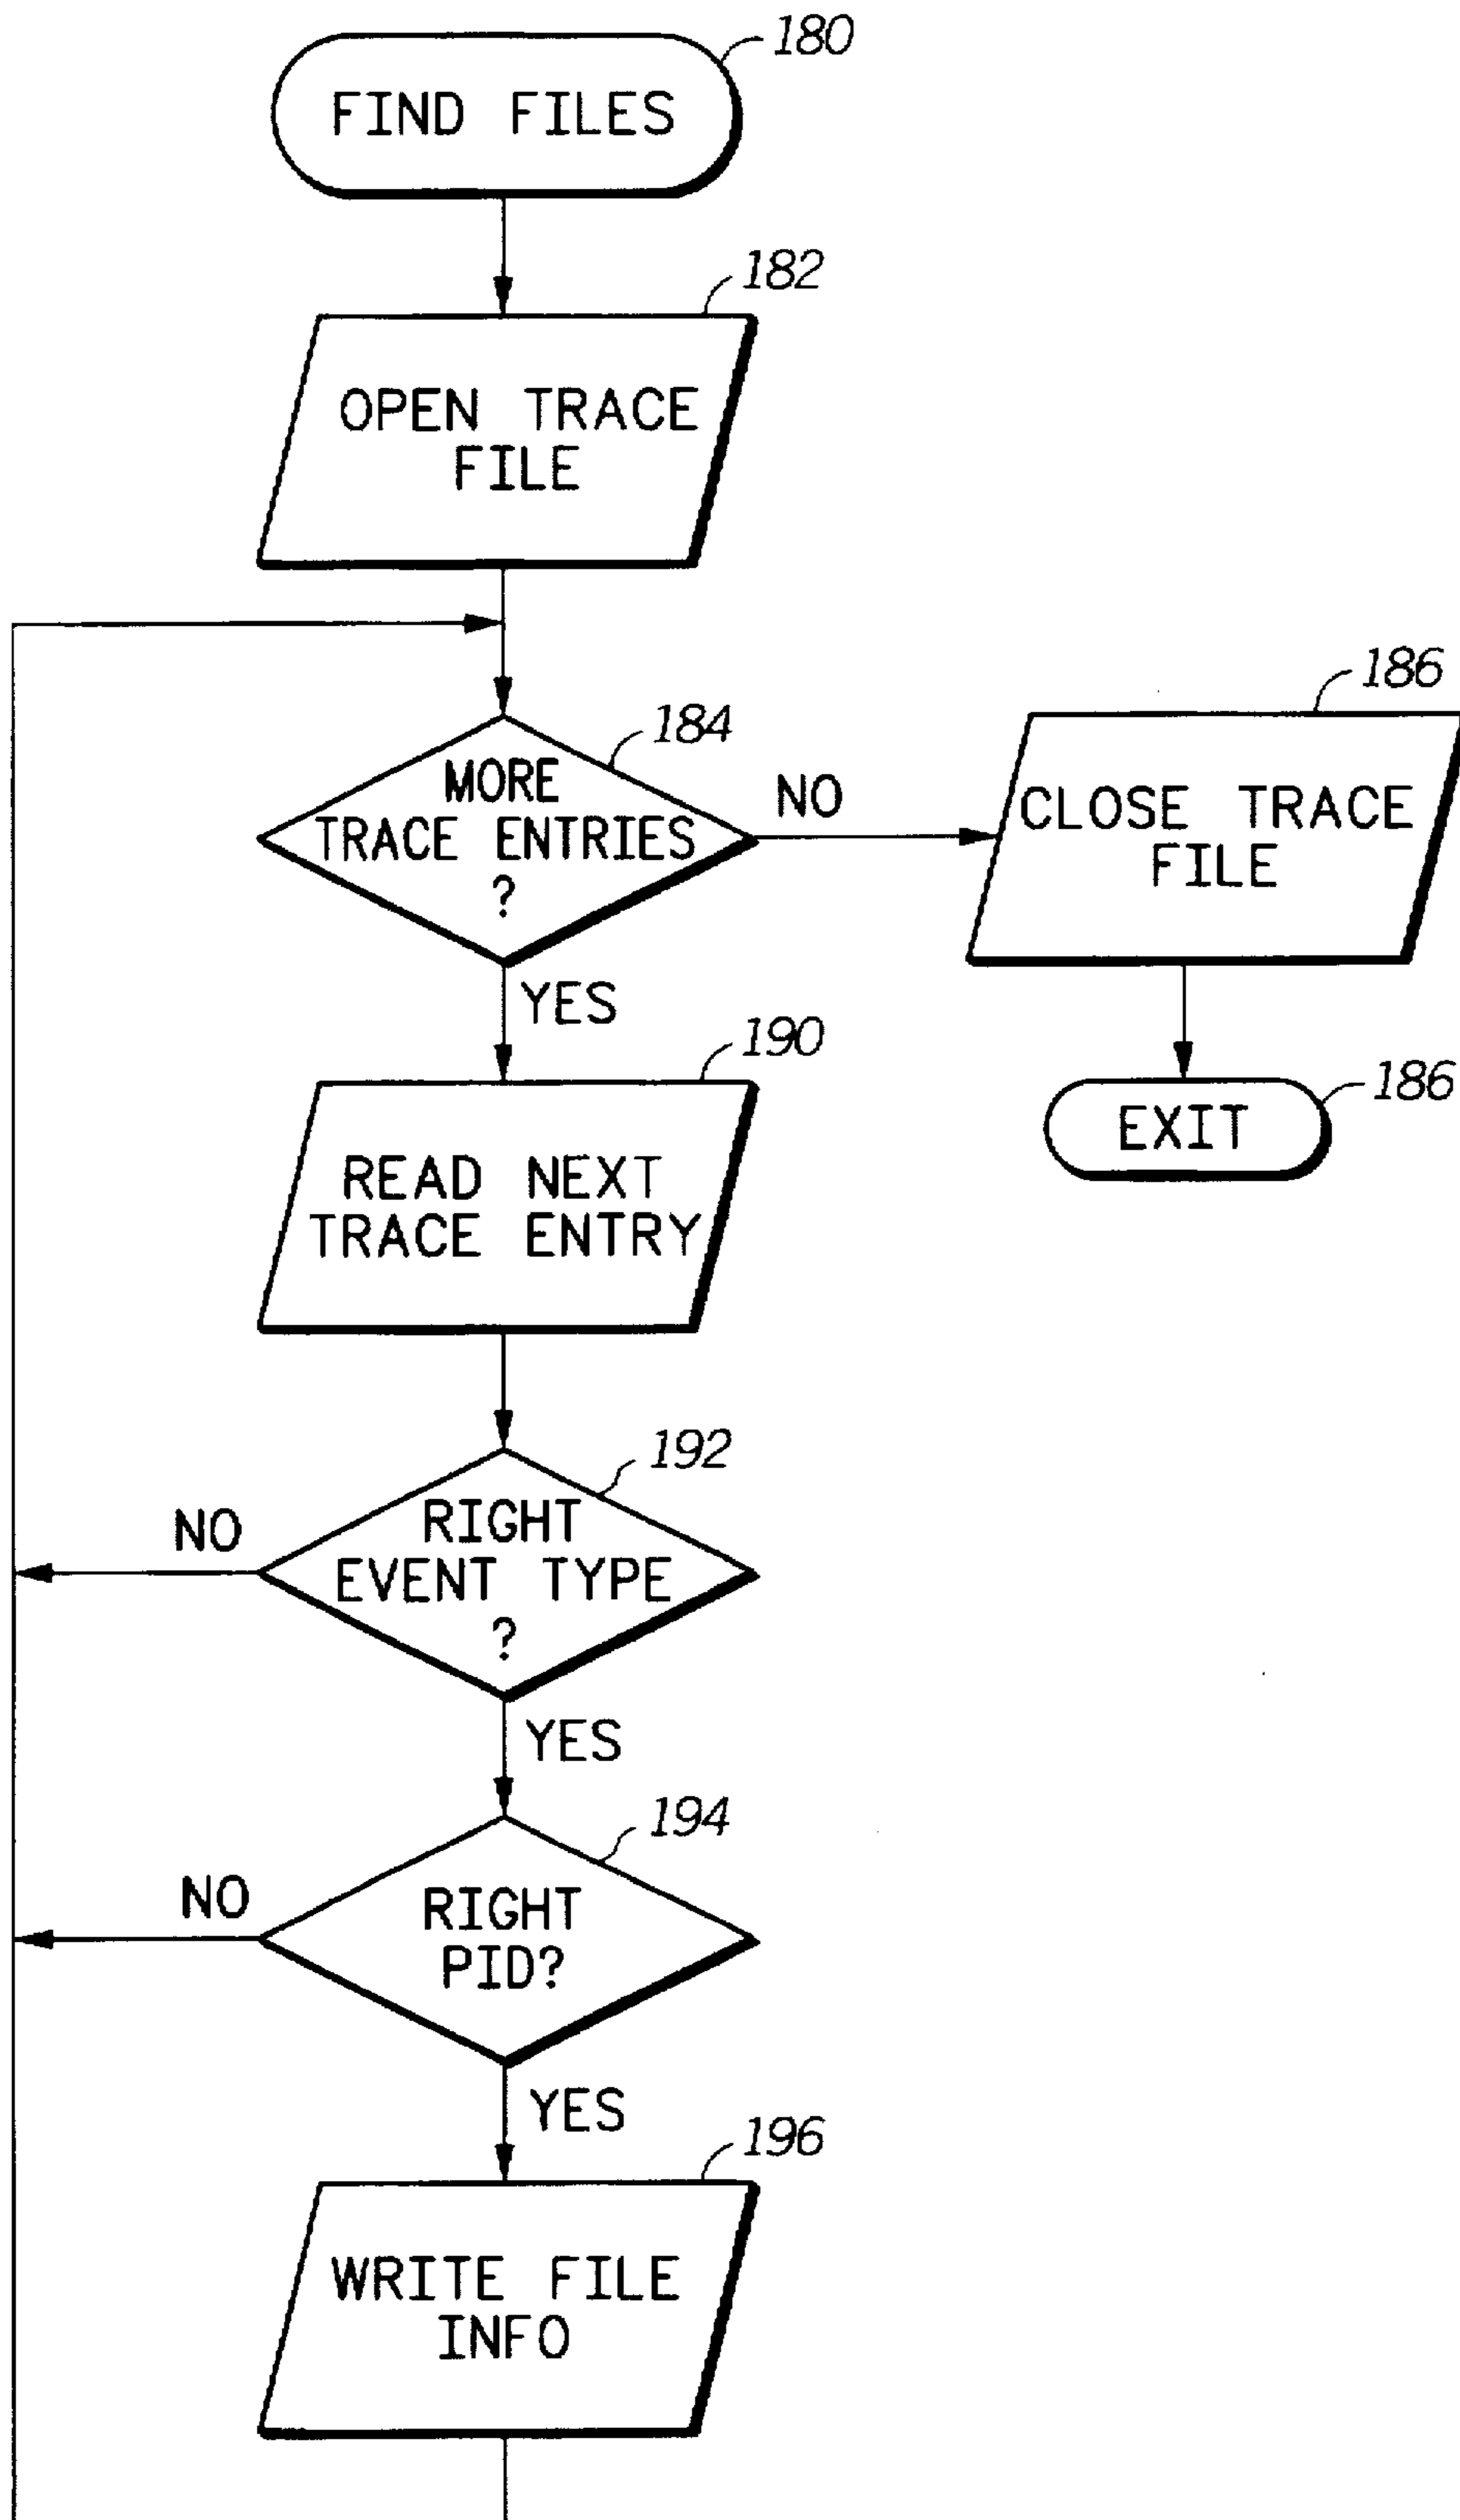 180
FIND FILES
182
OPEN TRACE
FILE
184
MORE
TRACE ENTRIES
?
NO
186
CLOSE TRACE
FILE
YES
190
READ NEXT
TRACE ENTRY
186
EXIT
192
RIGHT
EVENT TYPE
?
NO
YES
194
RIGHT
PID?
NO
YES
196
WRITE FILE
INFO